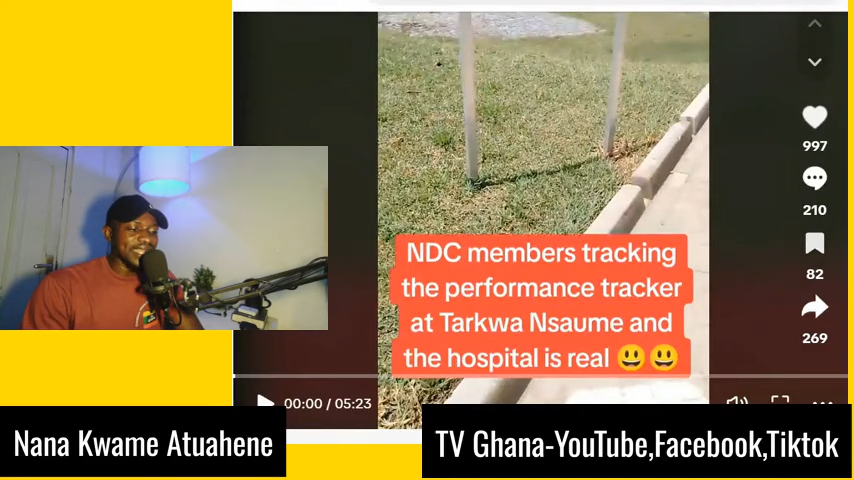 997
210
82
269
NDC members tracking
the performance tracker
at Tarkwa Nsaume and
the hospital is real 😃😃
00:00 / 05:23
Nana Kwame Atuahene
TV Ghana-YouTube,Facebook,Tiktok